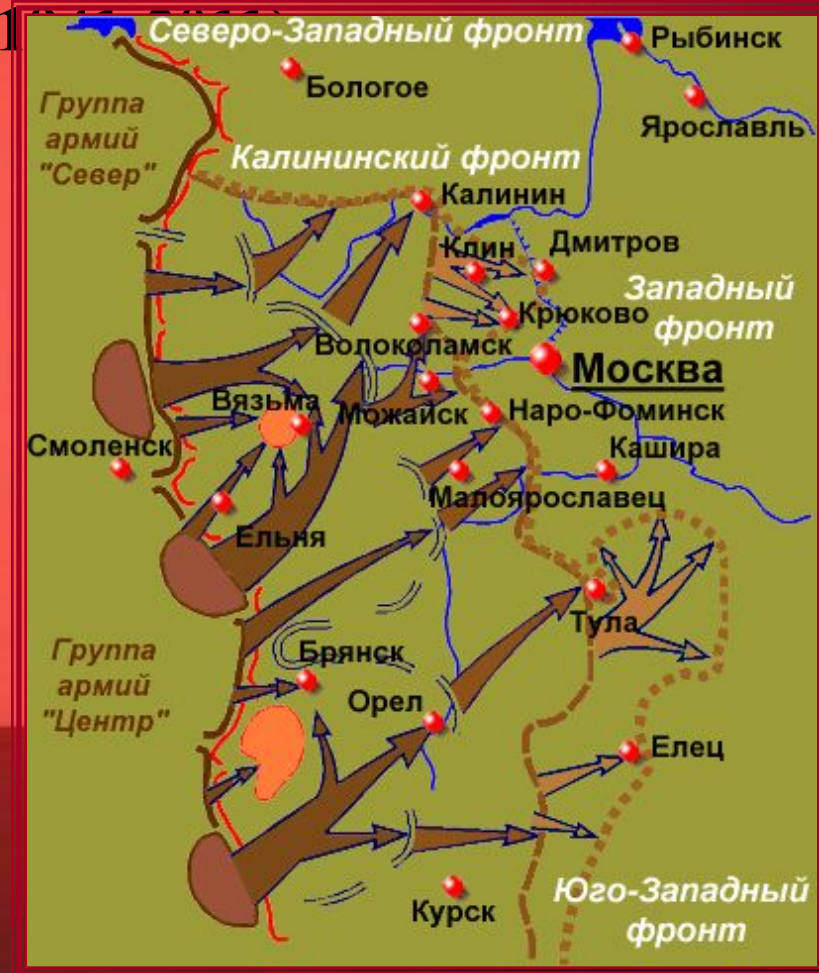 Северо-Западный фронт
Рыбинск
Бологое
Группа
армий
"Север"
Ярославль
Калининский фронт
Калинин
Клин
Дмитров
Западный
фронт
Крюково
Волоколамск
Москва
Вязьма
Можайск
Наро-Фоминск
Смоленск
Кашира
Малоярославец
Ельня
Тула
Группа
армий
"Центр"
Брянск
Орел
Елец
Курск
Юго-Западный
фронт